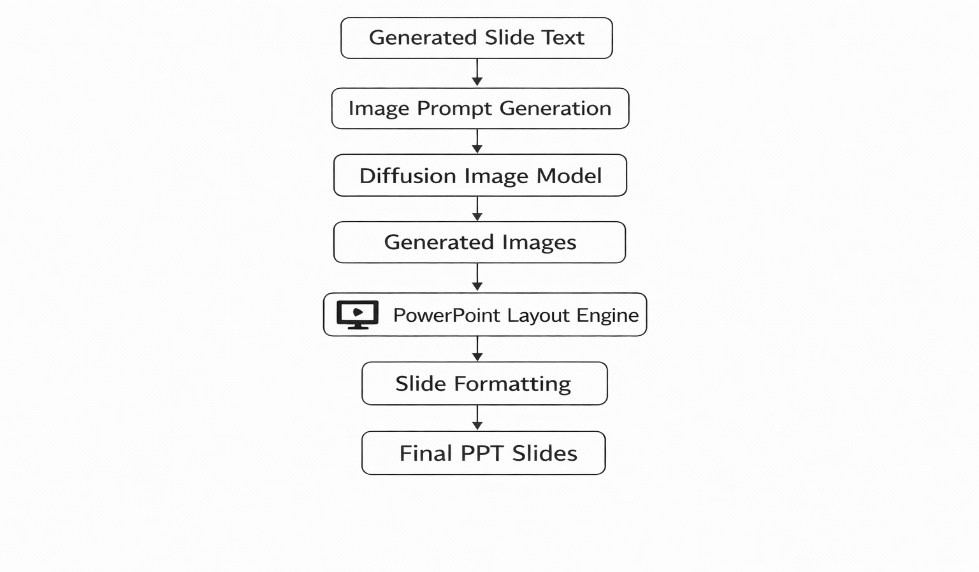 Generated Slide Text
Image Prompt Generation
Diffusion Image Model
Generated Images
PowerPoint Layout Engine
Slide Formatting
Final PPT Slides